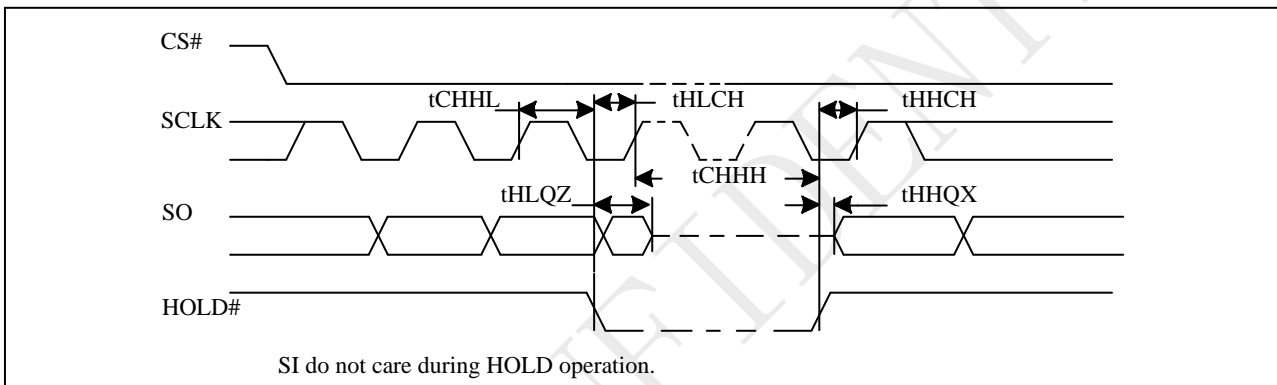 CS#
tCHHL
tHLCH
tHHCH
SCLK
tCHHH
tHLQZ
tHHQX
SO
HOLD#
SI do not care during HOLD operation.